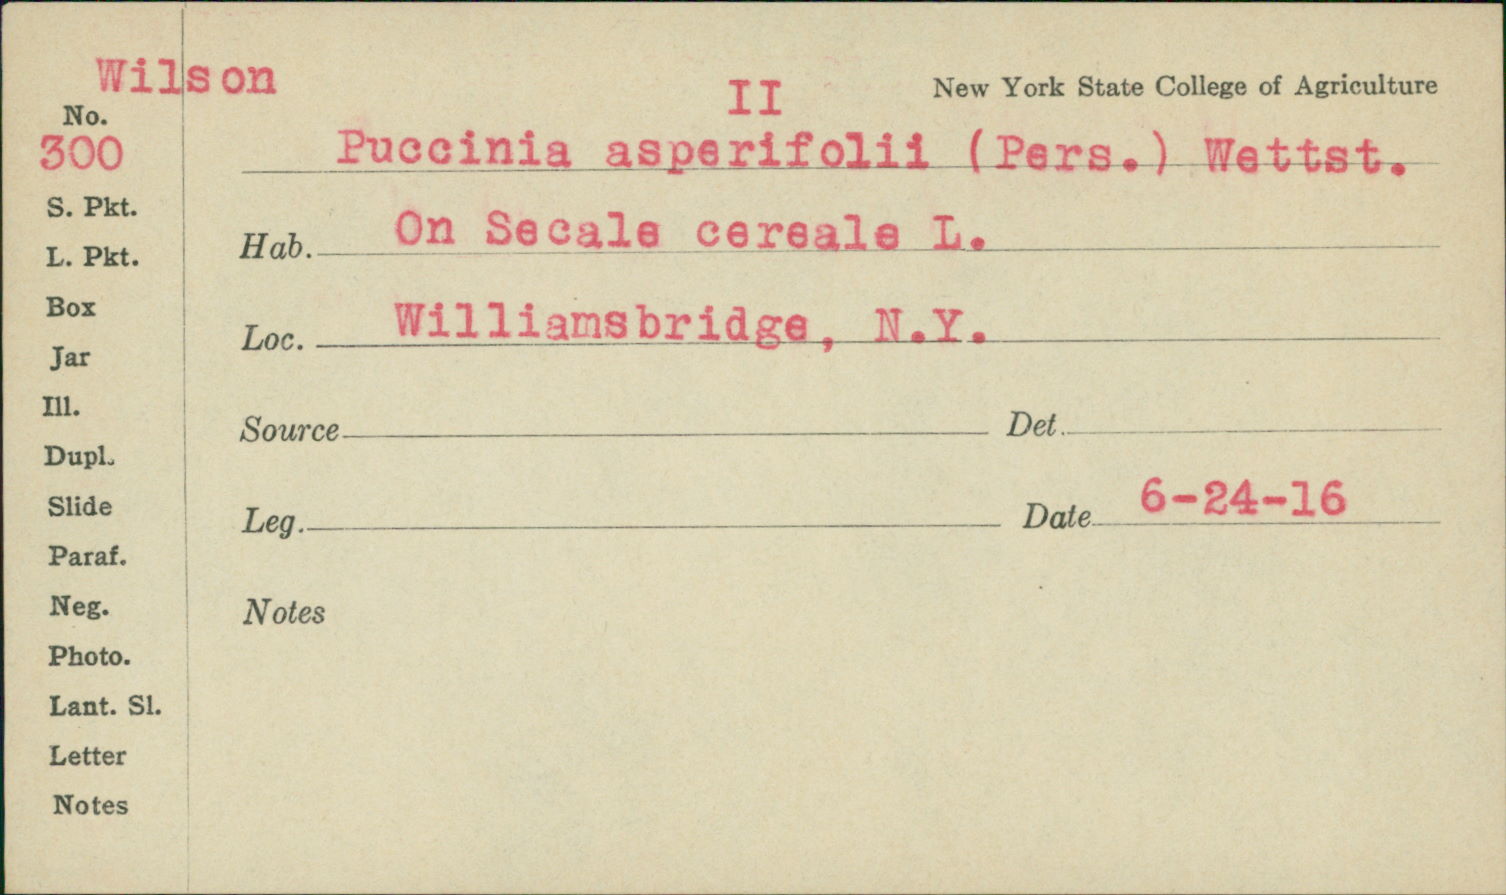 Wilson
No.
300
S. Pkt.
L. Pkt.
Box
Jar
Ill.
Dupl.
Slide
Paraf.
Neg.
Photo.
Lant. Sl.
Letter
Notes
II
New York State College of Agriculture
Puccinia asperifolii (Pers.) Wettst.
Hab. On Secale cereale L.
Loc. Williamsbridge, N.Y.
Source Det.
Leg. Date 6-24-16
Notes